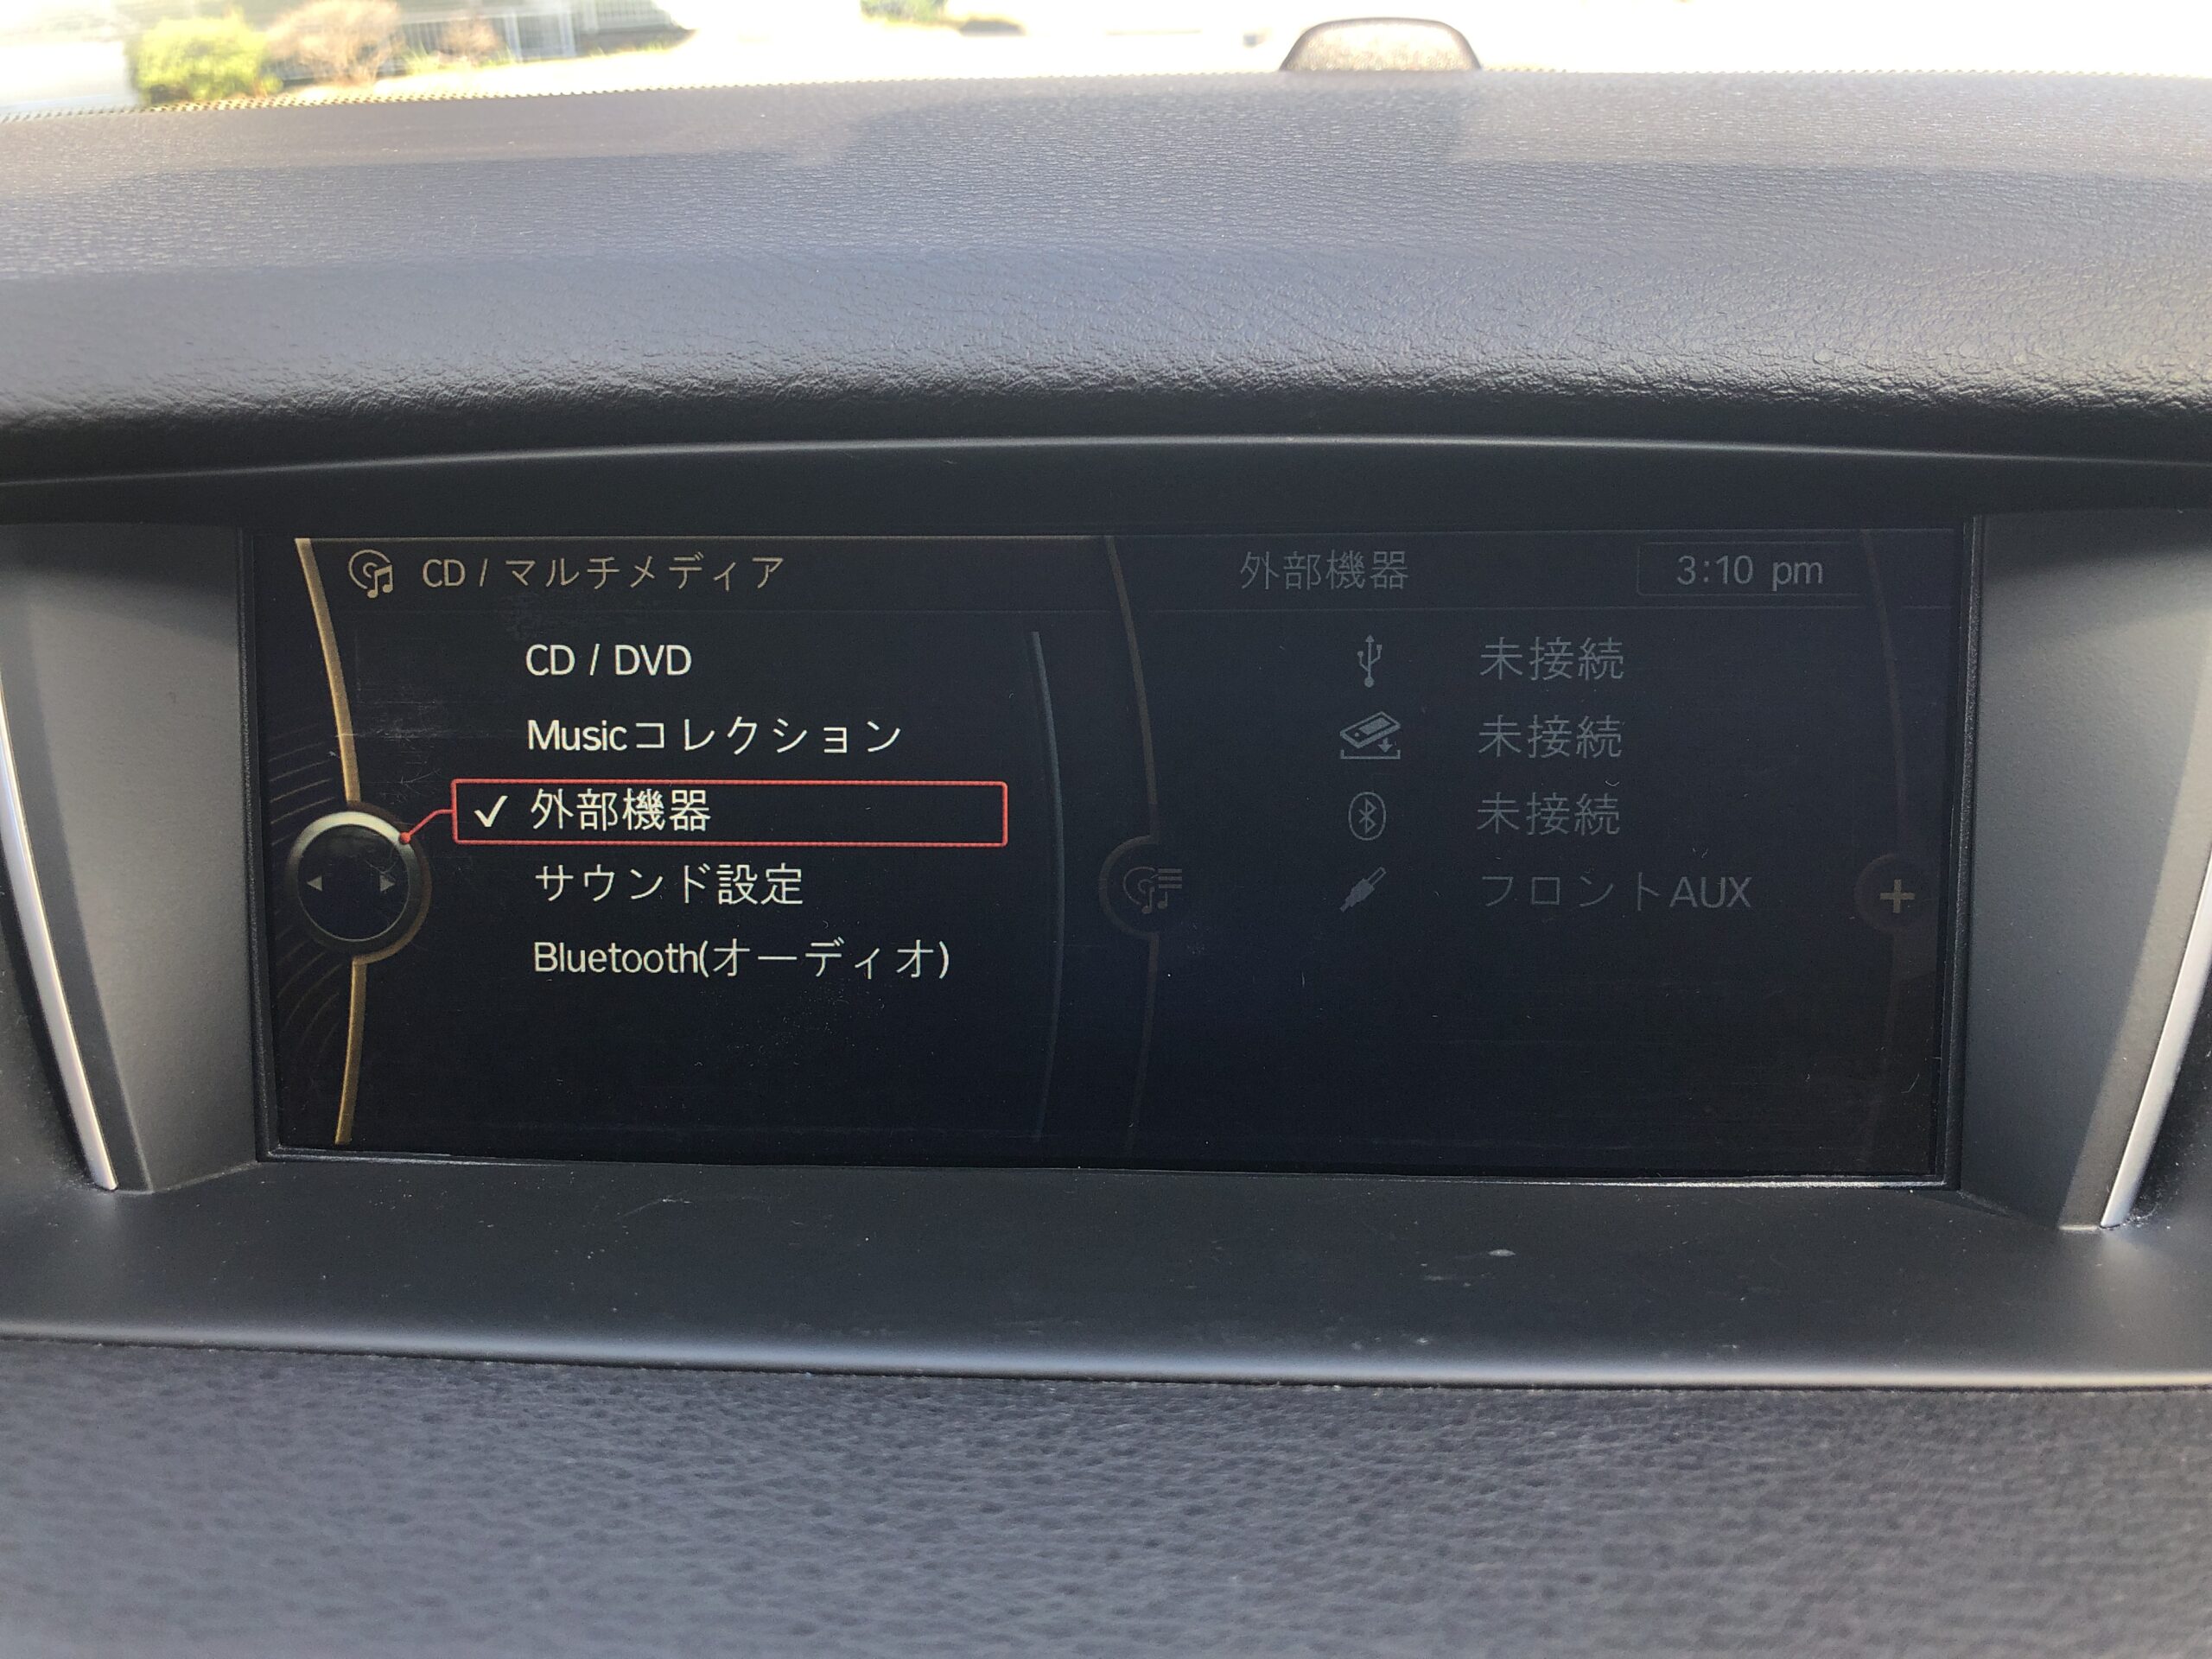 CD / マルチメディア
CD / DVD
Musicコレクション
外部機器
サウンド設定
Bluetooth(オーディオ)
外部機器
3:10 pm
未接続
未接続
未接続
フロントAUX